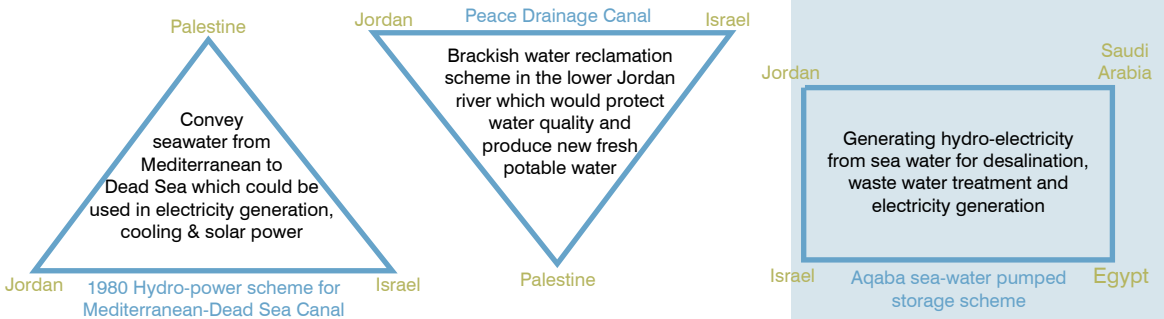 Palestine
Convey
seawater from
Mediterranean to
Dead Sea which could be
used in electricity generation,
cooling & solar power
Jordan
Israel
1980 Hydro-power scheme for
Mediterranean-Dead Sea Canal
Jordan
Peace Drainage Canal
Israel
Brackish water reclamation
scheme in the lower Jordan
river which would protect
water quality and
produce new fresh
potable water
Palestine
Jordan
Saudi
Arabia
Generating hydro-electricity
from sea water for desalination,
waste water treatment and
electricity generation
Israel
Aqaba sea-water pumped
storage scheme
Egypt